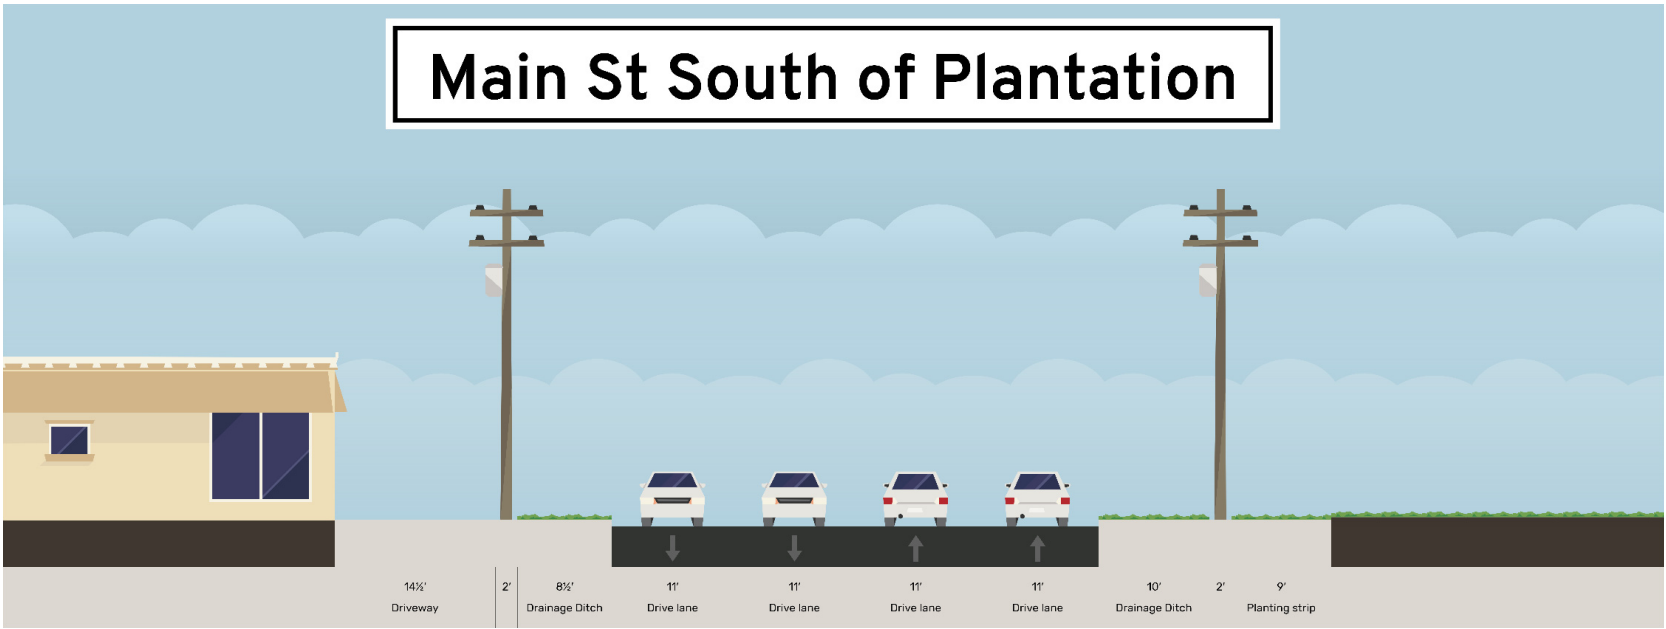 Main St South of Plantation
14½' 2' 8½' 11' 11' 11' 11' 10' 2' 9'
Driveway Drainage Ditch Drive lane Drive lane Drive lane Drive lane Drainage Ditch Planting strip